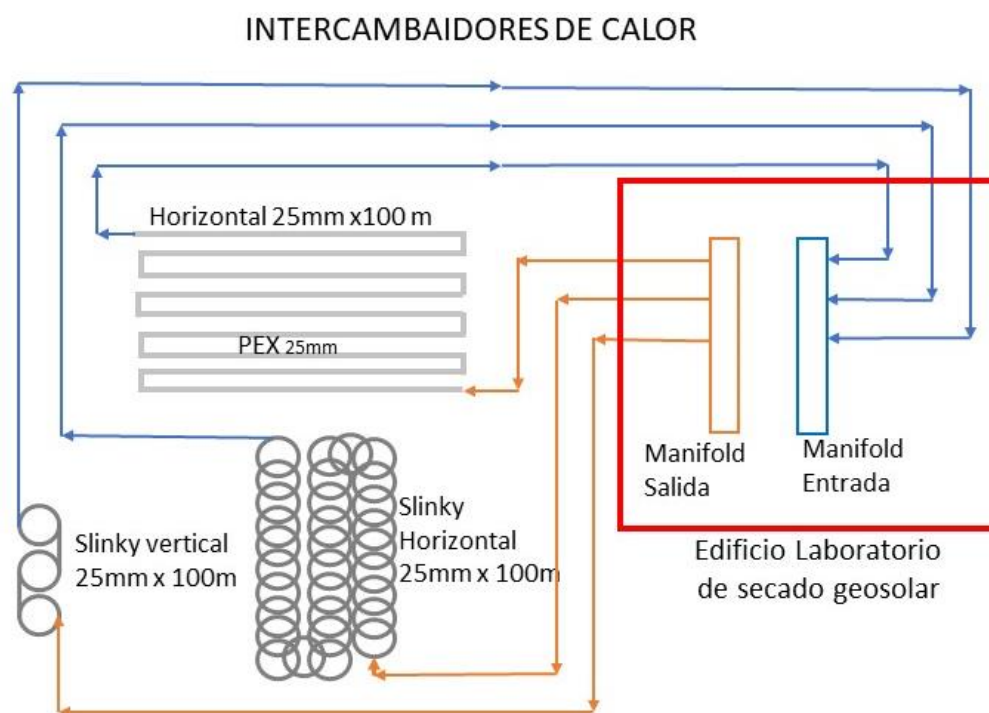 INTERCAMBAIDORES DE CALOR
Horizontal 25mm x100 m
PEX 25mm
Manifold
Salida
Manifold
Entrada
Slinky
Horizontal
25mm x 100m
Slinky vertical
25mm x 100m
Edificio Laboratorio
de secado geosolar